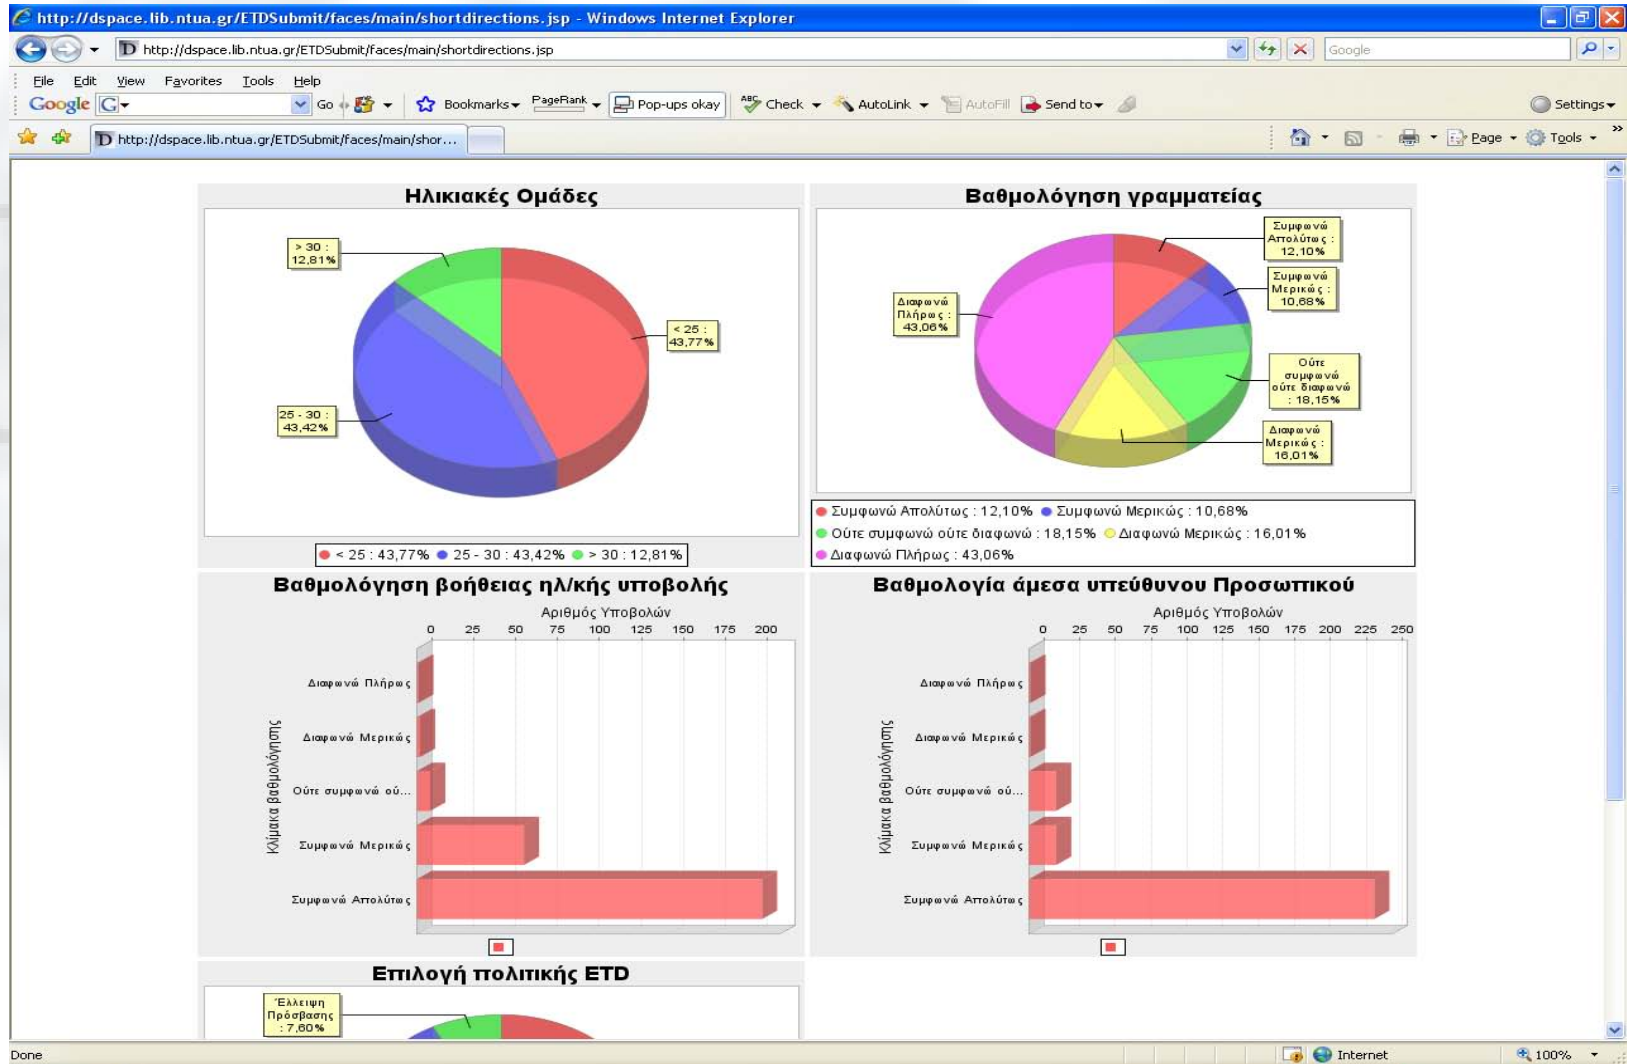 http://dspace.lib.ntua.gr/ETDSubmit/faces/main/shortdirections.jsp - Windows Internet Explorer
http://dspace.lib.ntua.gr/ETDSubmit/faces/main/shortdirections.jsp
Google
File Edit View Favorites Tools Help
Google G Go Bookmarks PageRank Pop-ups okay ABC Check AutoLink AutoFill Send to Settings
http://dspace.lib.ntua.gr/ETDSubmit/faces/main/shor... Page Tools »
Ηλικιακές Ομάδες
> 30 :
12,81%
< 25 :
43,77%
25 - 30 :
43,42%
< 25 : 43,77% 25 - 30 : 43,42% > 30 : 12,81%
Βαθμολόγηση γραμματείας
Συμφωνώ
Απολύτως :
12,10%
Συμφωνώ
Μερικώς :
10,68%
Διαφωνώ
Πλήρως :
43,06%
Ούτε
συμφωνώ
ούτε διαφωνώ
: 18,15%
Διαφωνώ
Μερικώς :
16,01%
Συμφωνώ Απολύτως : 12,10% Συμφωνώ Μερικώς : 10,68%
Ούτε συμφωνώ ούτε διαφωνώ : 18,15% Διαφωνώ Μερικώς : 16,01%
Διαφωνώ Πλήρως : 43,06%
Βαθμολόγηση βοήθειας ηλ/κής υποβολής
Αριθμός Υποβολών
0 25 50 75 100 125 150 175 200
Κλίμακα βαθμολόγησης
Διαφωνώ Πλήρως
Διαφωνώ Μερικώς
Ούτε συμφωνώ ού...
Συμφωνώ Μερικώς
Συμφωνώ Απολύτως
Βαθμολογία άμεσα υπεύθυνου Προσωπικού
Αριθμός Υποβολών
0 25 50 75 100 125 150 175 200 225 250
Κλίμακα βαθμολόγησης
Διαφωνώ Πλήρως
Διαφωνώ Μερικώς
Ούτε συμφωνώ ού...
Συμφωνώ Μερικώς
Συμφωνώ Απολύτως
Επιλογή πολιτικής ETD
Έλλειψη
Πρόσβασης
: 7,60%
Done Internet 100%